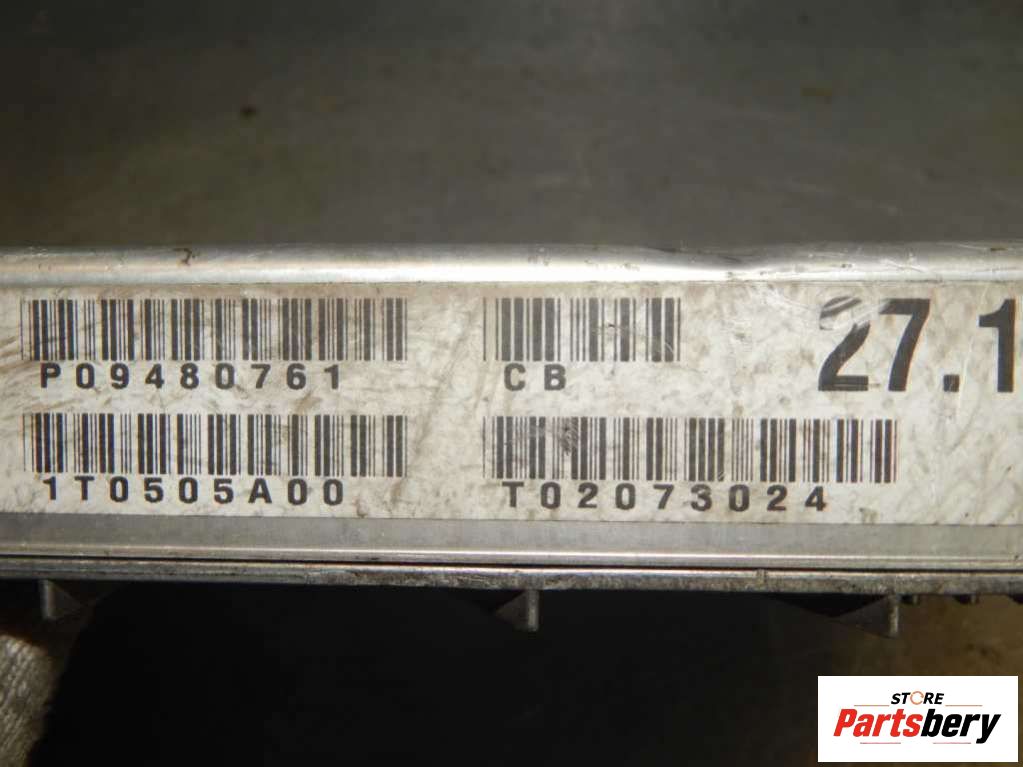 P09480761 CB 27.1
1T0505A00 T02073024
STORE
Partsbery